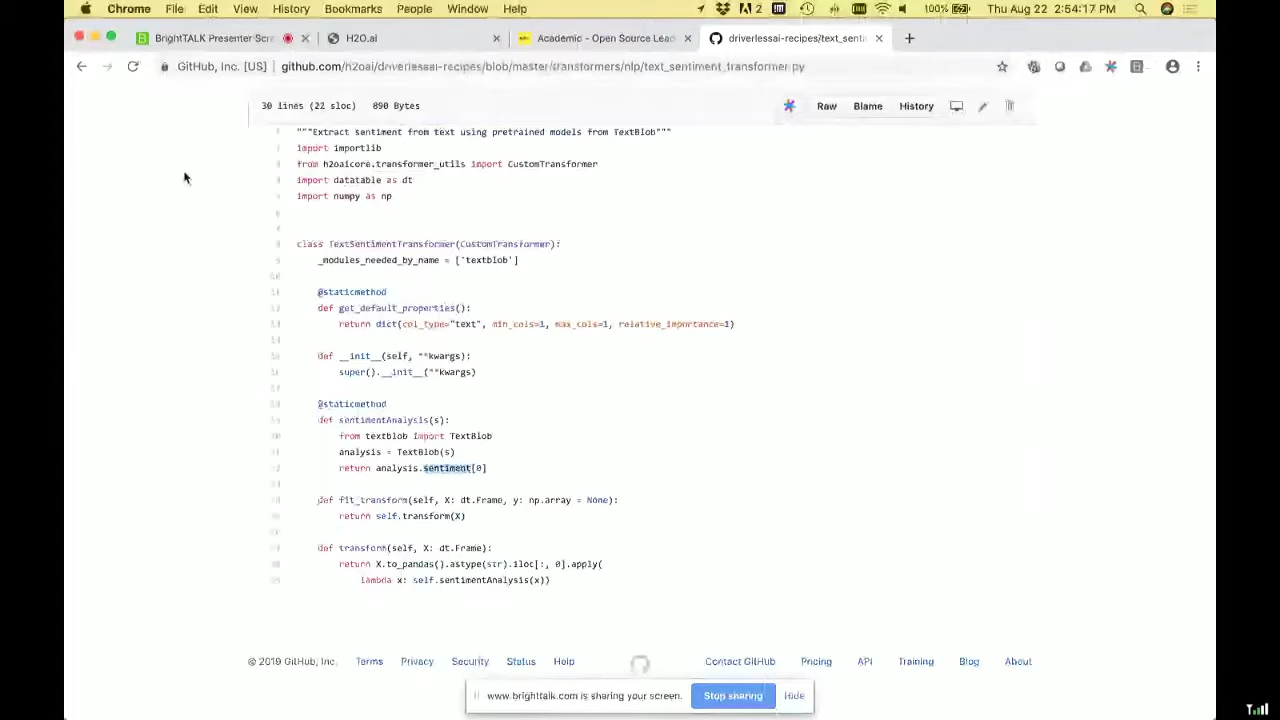 Chrome File Edit View History Bookmarks People Window Help 2 100% Thu Aug 22 2:54:17 PM
BrightTALK Presenter Scre H2O.ai Academic - Open Source Lead driverlessai-recipes/text_senti
GitHub, Inc. [US] github.com/h2oai/driverlessai-recipes/blob/master/transformers/nlp/text_sentiment_transformer.py
30 lines (22 sloc) 890 Bytes Raw Blame History
"""Extract sentiment from text using pretrained models from TextBlob"""
import importlib
from h2oaicore.transformer_utils import CustomTransformer
import datatable as dt
import numpy as np
class TextSentimentTransformer(CustomTransformer):
_modules_needed_by_name = ['textblob']
@staticmethod
def get_default_properties():
return dict(col_type="text", min_cols=1, max_cols=1, relative_importance=1)
def __init__(self, **kwargs):
super().__init__(**kwargs)
@staticmethod
def sentimentAnalysis(s):
from textblob import TextBlob
analysis = TextBlob(s)
return analysis.sentiment[0]
def fit_transform(self, X: dt.Frame, y: np.array = None):
return self.transform(X)
def transform(self, X: dt.Frame):
return X.to_pandas().astype(str).iloc[:, 0].apply(
lambda x: self.sentimentAnalysis(x))
© 2019 GitHub, Inc. Terms Privacy Security Status Help Contact GitHub Pricing API Training Blog About
www.brighttalk.com is sharing your screen. Stop sharing Hide